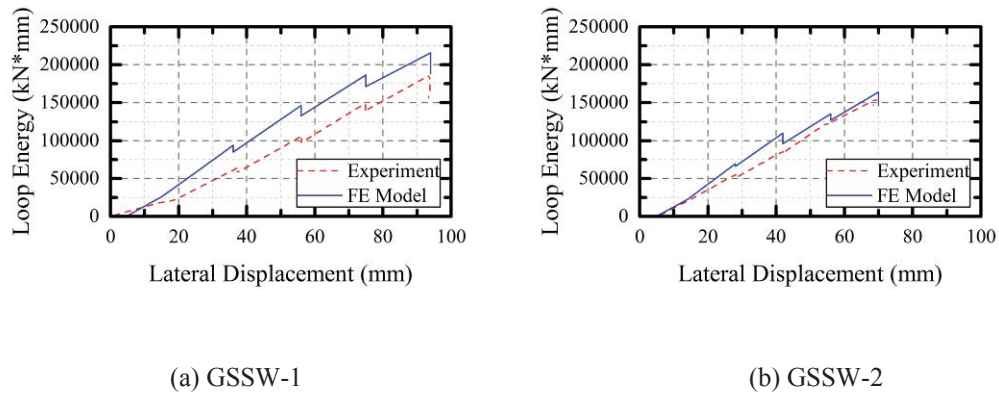 250000
200000
150000
100000
50000
0
Loop Energy (kN*mm)
Experiment
FE Model
0 20 40 60 80 100
Lateral Displacement (mm)
(a) GSSW-1
250000
200000
150000
100000
50000
0
Loop Energy (kN*mm)
Experiment
FE Model
0 20 40 60 80 100
Lateral Displacement (mm)
(b) GSSW-2